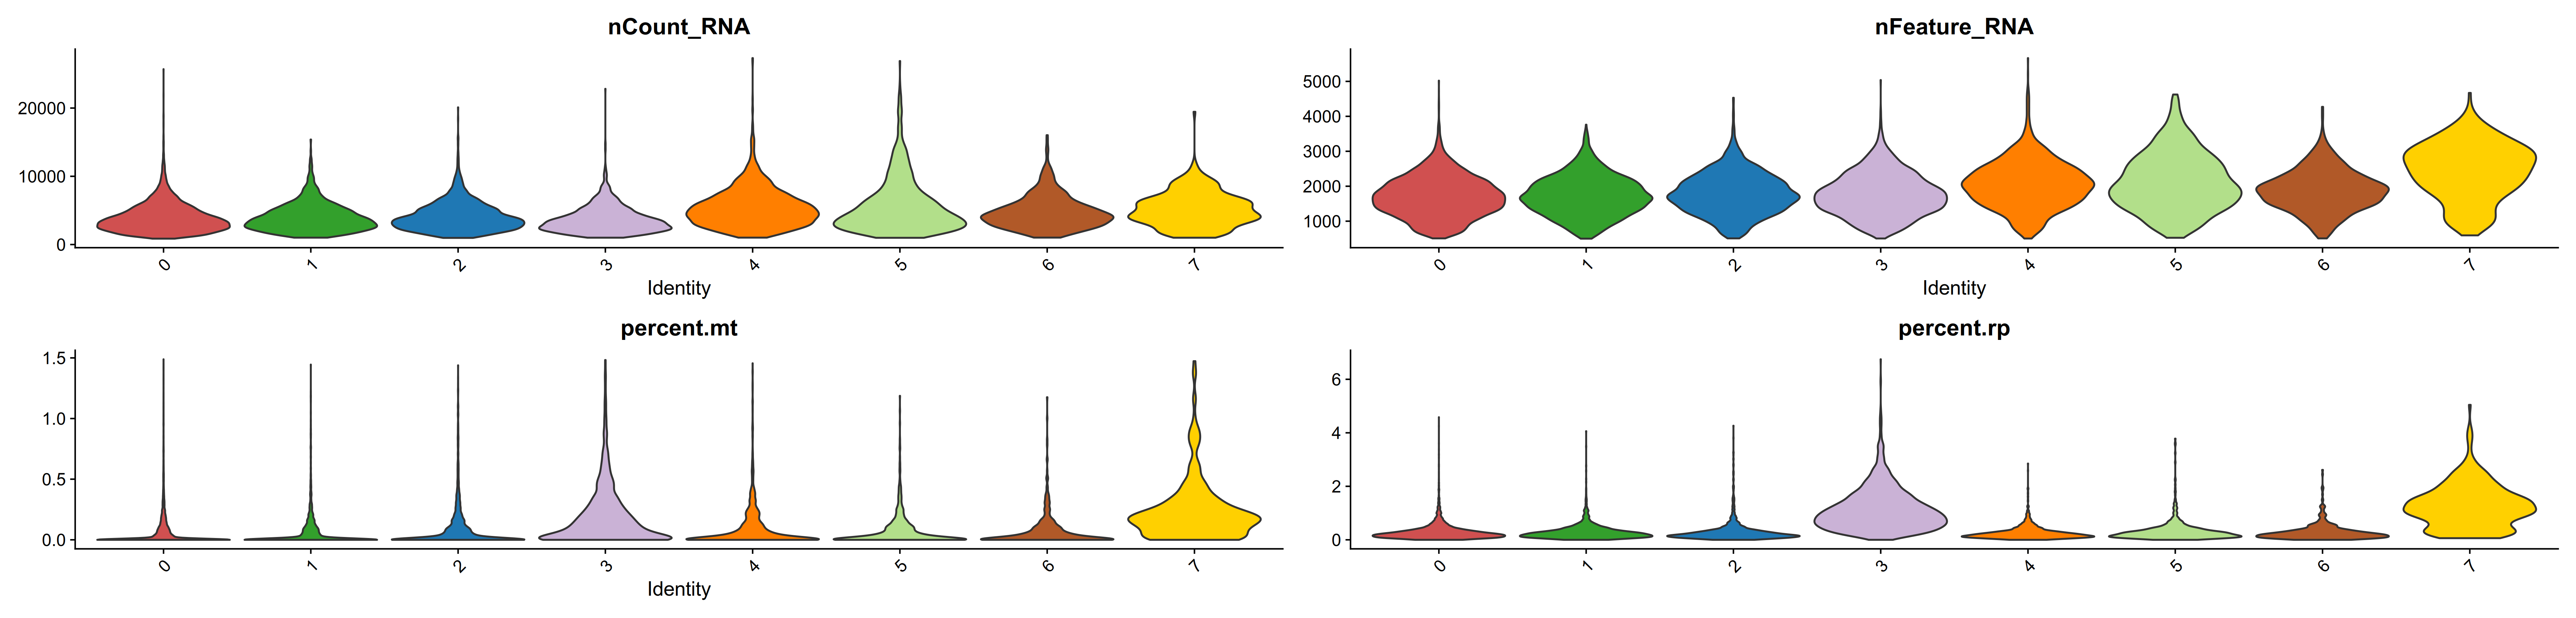 nCount_RNA
20000
10000
0
0 1 2 3 4 5 6 7
Identity
nFeature_RNA
5000
4000
3000
2000
1000
0 1 2 3 4 5 6 7
Identity
percent.mt
1.5
1.0
0.5
0.0
0 1 2 3 4 5 6 7
Identity
percent.rp
6
4
2
0
0 1 2 3 4 5 6 7